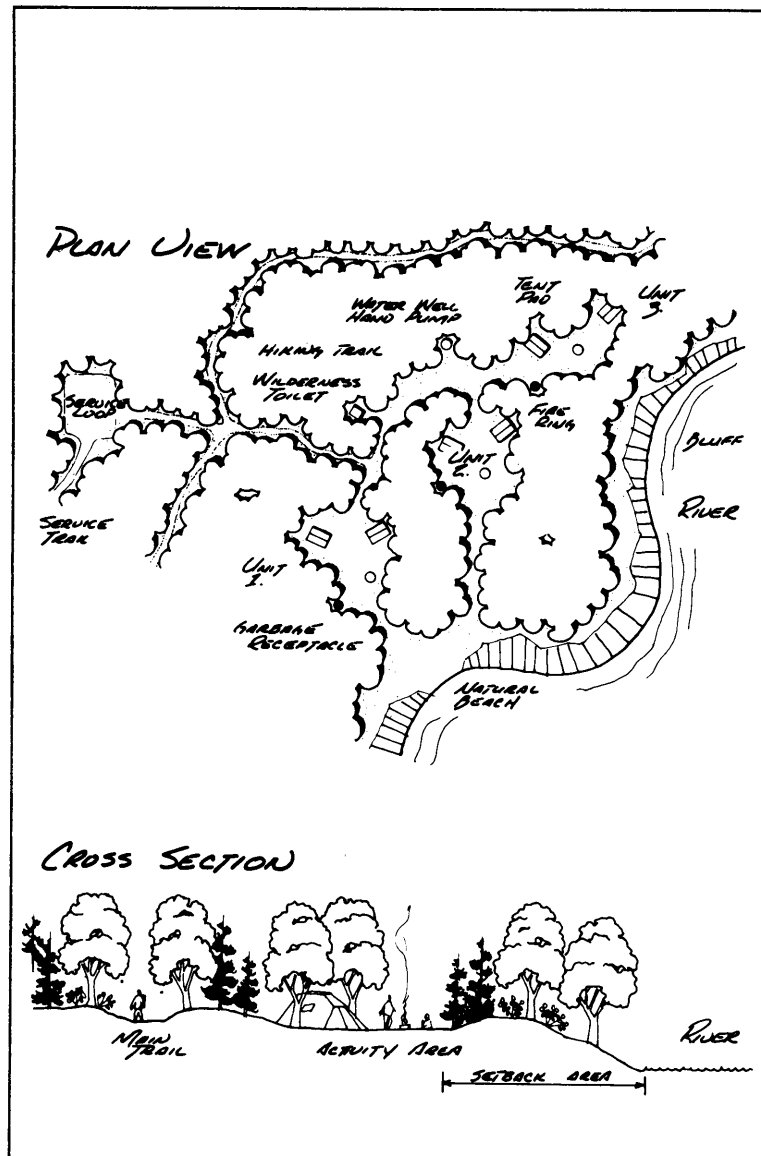 PLAN VIEW
TENT
PAD
UNIT
3.
WATER WELL
HAND PUMP
HIKING TRAIL
WILDERNESS
TOILET
SERVICE
LOOP
FIRE
RING
BLUFF
UNIT
2.
RIVER
SERVICE
TRAIL
UNIT
1.
GARBAGE
RECEPTACLE
NATURAL
BEACH
CROSS SECTION
MAIN
TRAIL
ACTIVITY AREA
RIVER
SETBACK AREA